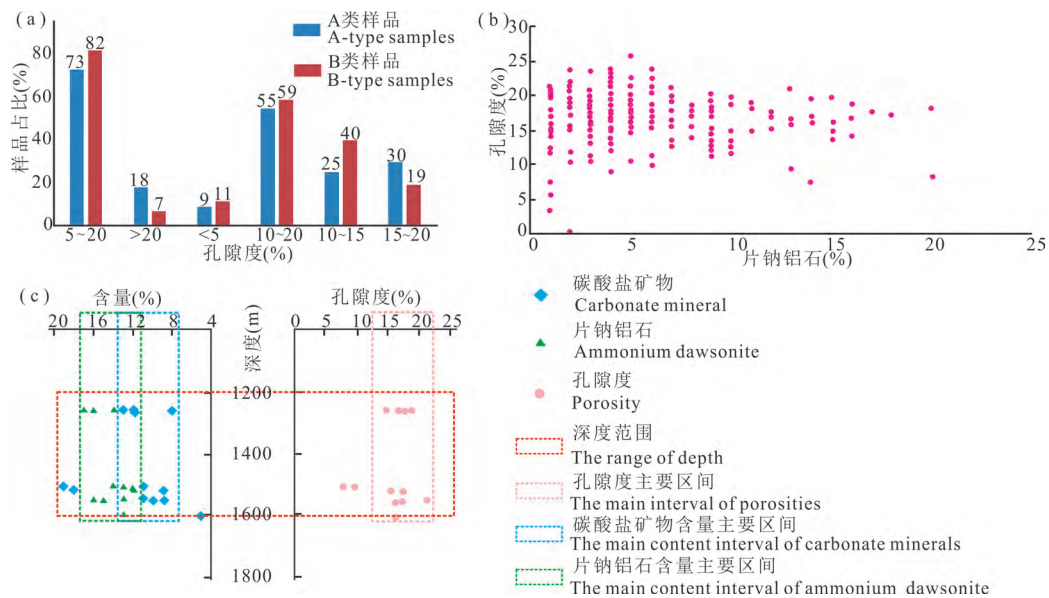 (a)
A类样品
A-type samples
B类样品
B-type samples
样品占比(%)
80
60
40
20
0
73 82
18 7
9 11
55 59
25 40
30 19
5~20 >20 <5 10~20 10~15 15~20
孔隙度(%)
(b)
孔隙度(%)
30
25
20
15
10
5
0
0 5 10 15 20 25
片钠铝石(%)
(c)
含量(%)
20 16 12 8 4
深度(m)
1200
1400
1600
1800
孔隙度(%)
0 5 10 15 20 25
碳酸盐矿物
Carbonate mineral
片钠铝石
Ammonium dawsonite
孔隙度
Porosity
深度范围
The range of depth
孔隙度主要区间
The main interval of porosities
碳酸盐矿物含量主要区间
The main content interval of carbonate minerals
片钠铝石含量主要区间
The main content interval of ammonium dawsonite